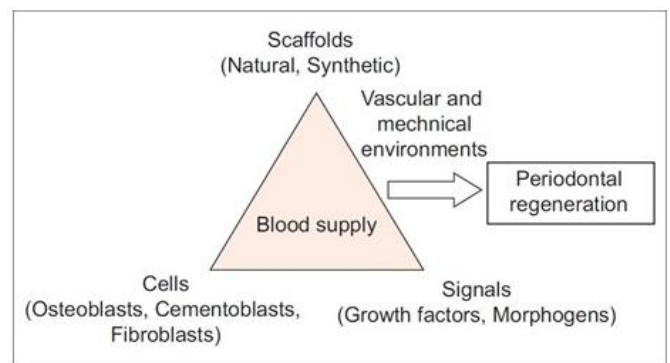 Scaffolds
(Natural, Synthetic)
Vascular and
mechnical
environments
Periodontal
regeneration
Blood supply
Cells
(Osteoblasts, Cementoblasts,
Fibroblasts)
Signals
(Growth factors, Morphogens)